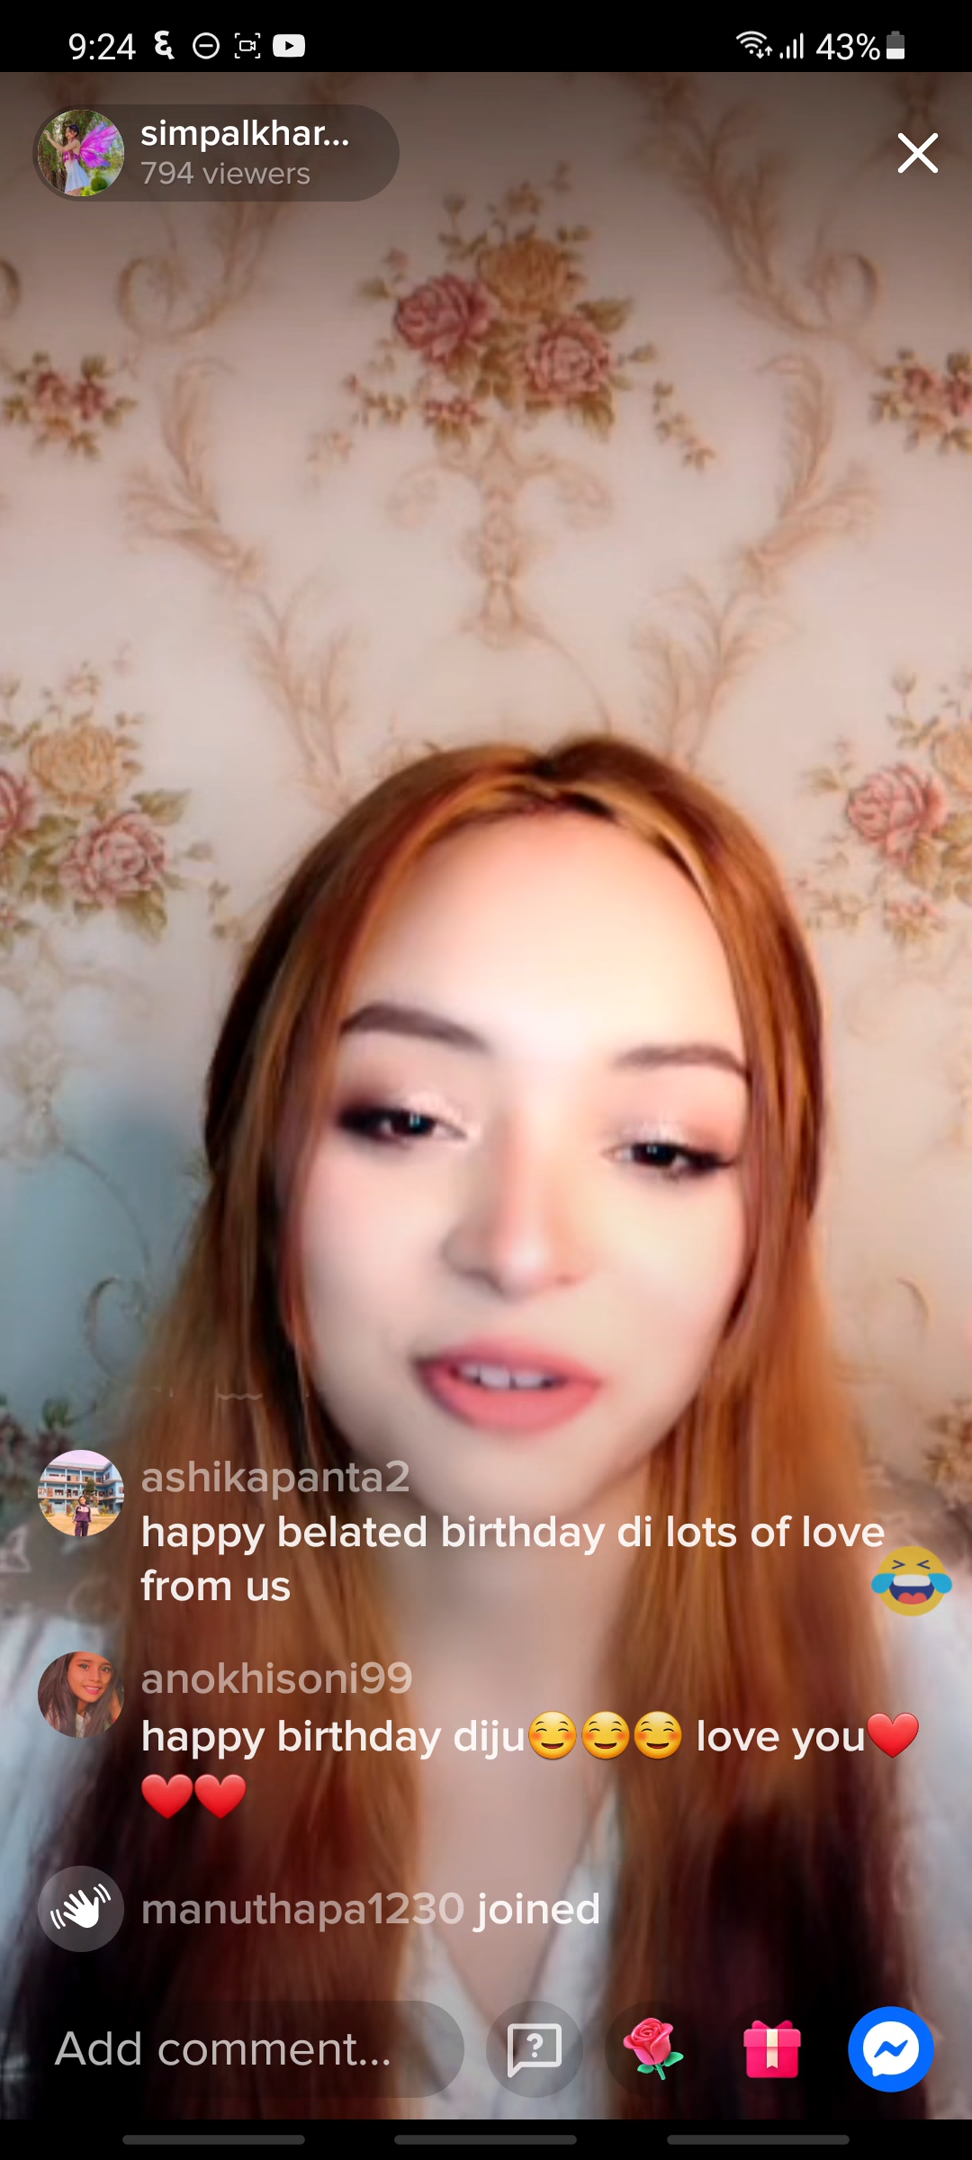 9:24 43%
simpalkhar...
794 viewers
ashikapanta2
happy belated birthday di lots of love
from us
anokhisoni99
happy birthday diju😊😊😊 love you❤️
❤️❤️
manuthapa1230 joined
Add comment...